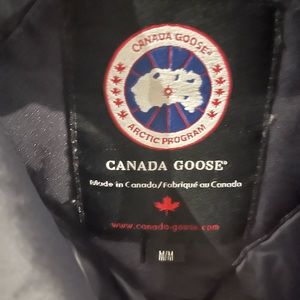 CANADA GOOSE®
ARCTIC PROGRAM
CANADA GOOSE®
Made in Canada/Fabriqué au Canada
www.canada-goose.com
M/M